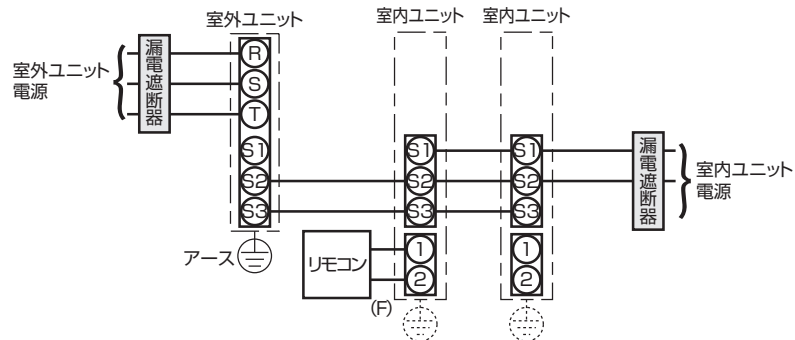 室外ユニット
室内ユニット
室内ユニット
室外ユニット
電源
漏電遮断器
R
S
T
S1
S2
S3
アース
リモコン
(F)
S1
S2
S3
1
2
S1
S2
S3
1
2
漏電遮断器
室内ユニット
電源